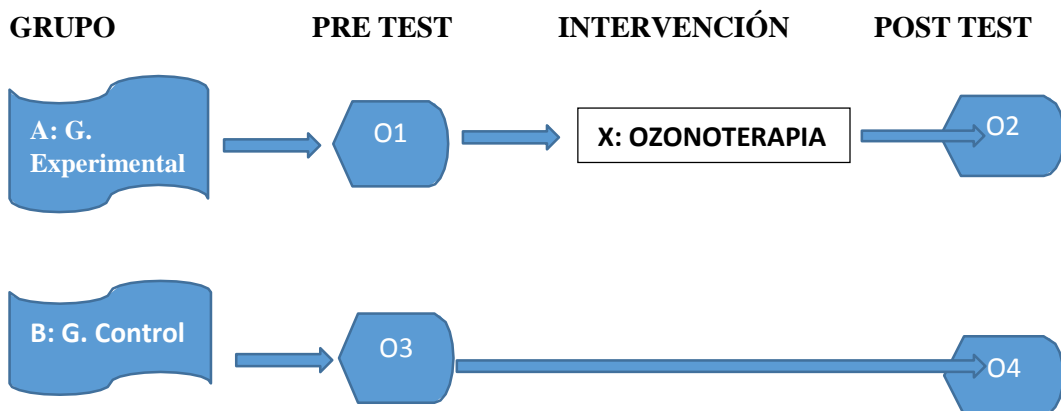 GRUPO PRE TEST INTERVENCIÓN POST TEST
A: G.
Experimental
O1
X: OZONOTERAPIA
O2
B: G. Control
O3
O4